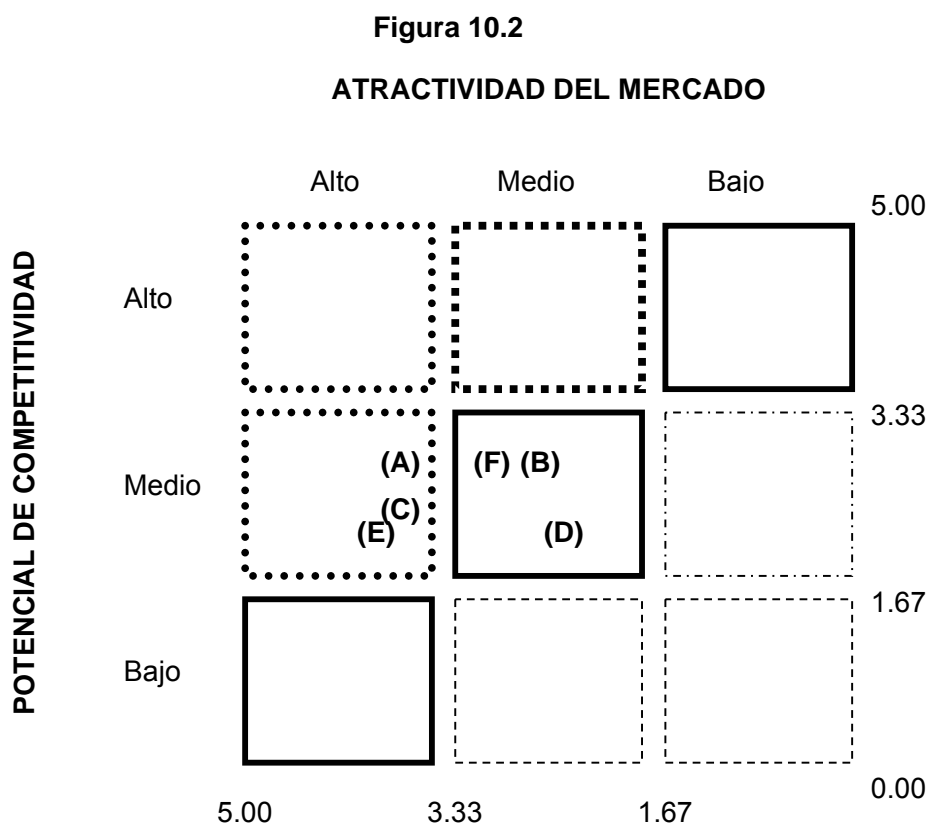 Figura 10.2
ATRACTIVIDAD DEL MERCADO
Alto Medio Bajo
5.00
POTENCIAL DE COMPETITIVIDAD
Alto
3.33
(A) (F) (B)
Medio
(C)
(E) (D)
1.67
Bajo
0.00
5.00 3.33 1.67